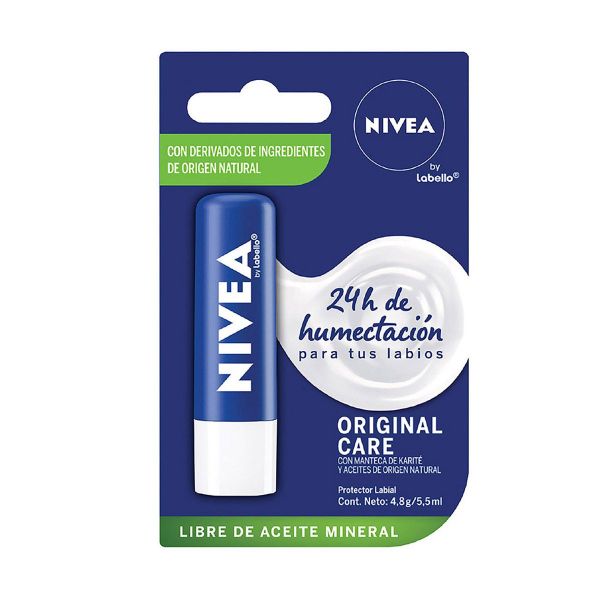 CON DERIVADOS DE INGREDIENTES
DE ORIGEN NATURAL
NIVEA
by
Labello®
NIVEA
by Labello®
24h de
humectación
para tus labios
ORIGINAL
CARE
CON MANTECA DE KARITÉ
Y ACEITES DE ORIGEN NATURAL
Protector Labial
Cont. Neto: 4,8g/5,5ml
LIBRE DE ACEITE MINERAL